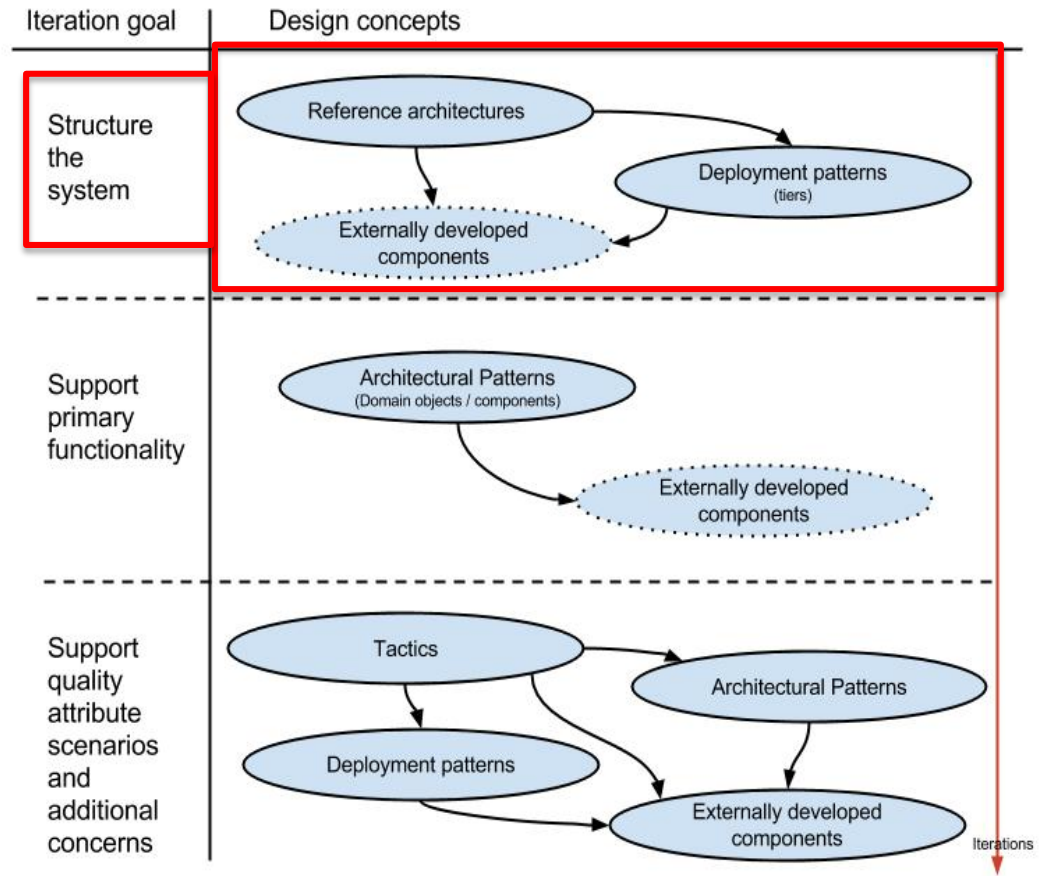 Iteration goal
Design concepts
Structure
the
system
Reference architectures
Deployment patterns
(tiers)
Externally developed
components
Support
primary
functionality
Architectural Patterns
(Domain objects / components)
Externally developed
components
Support
quality
attribute
scenarios
and
additional
concerns
Tactics
Architectural Patterns
Deployment patterns
Externally developed
components
Iterations